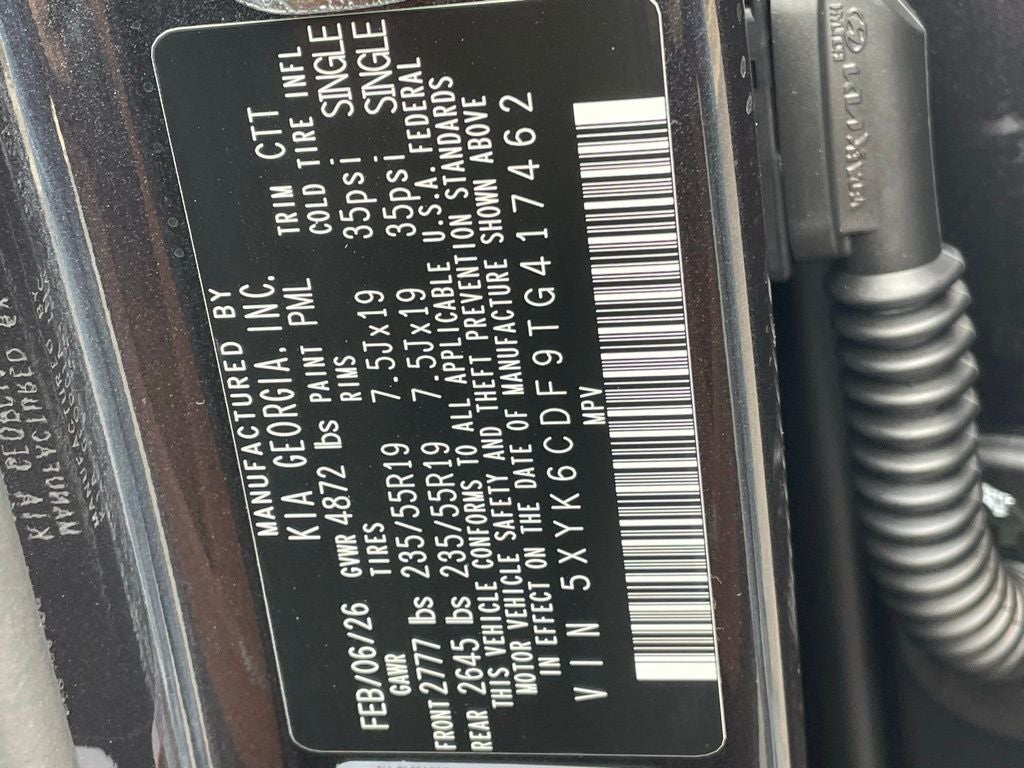 MANUFACTURED BY
KIA GEORGIA, INC.
FEB/06/26 GVWR 4872 lbs PAINT PML TRIM CTT
GAWR TIRES RIMS COLD TIRE INFL
FRONT 2777 lbs 235/55R19 7.5Jx19 35psi SINGLE
REAR 2645 lbs 235/55R19 7.5Jx19 35psi SINGLE
THIS VEHICLE CONFORMS TO ALL APPLICABLE U.S.A. FEDERAL
MOTOR VEHICLE SAFETY AND THEFT PREVENTION STANDARDS
IN EFFECT ON THE DATE OF MANUFACTURE SHOWN ABOVE
VIN 5XYK6CDF9TG417462
MPV